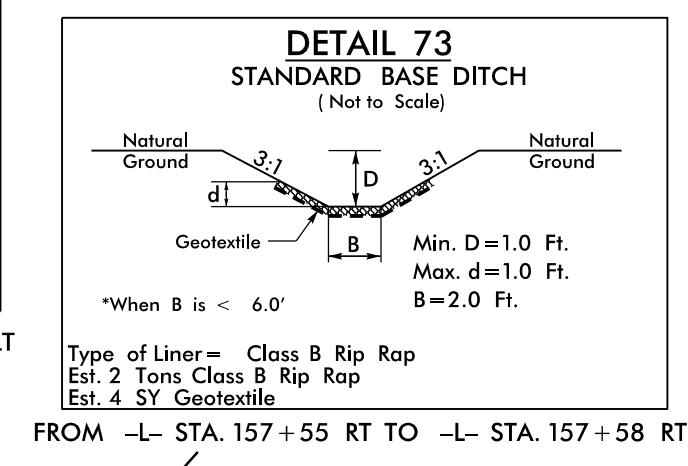 DETAIL 73
STANDARD BASE DITCH
( Not to Scale)
Natural
Ground
Natural
Ground
3:1
3:1
D
d
Geotextile
B
Min. D=1.0 Ft.
Max. d=1.0 Ft.
B=2.0 Ft.
*When B is < 6.0'
LT
Type of Liner= Class B Rip Rap
Est. 2 Tons Class B Rip Rap
Est. 4 SY Geotextile
FROM -L- STA. 157+55 RT TO -L- STA. 157+58 RT